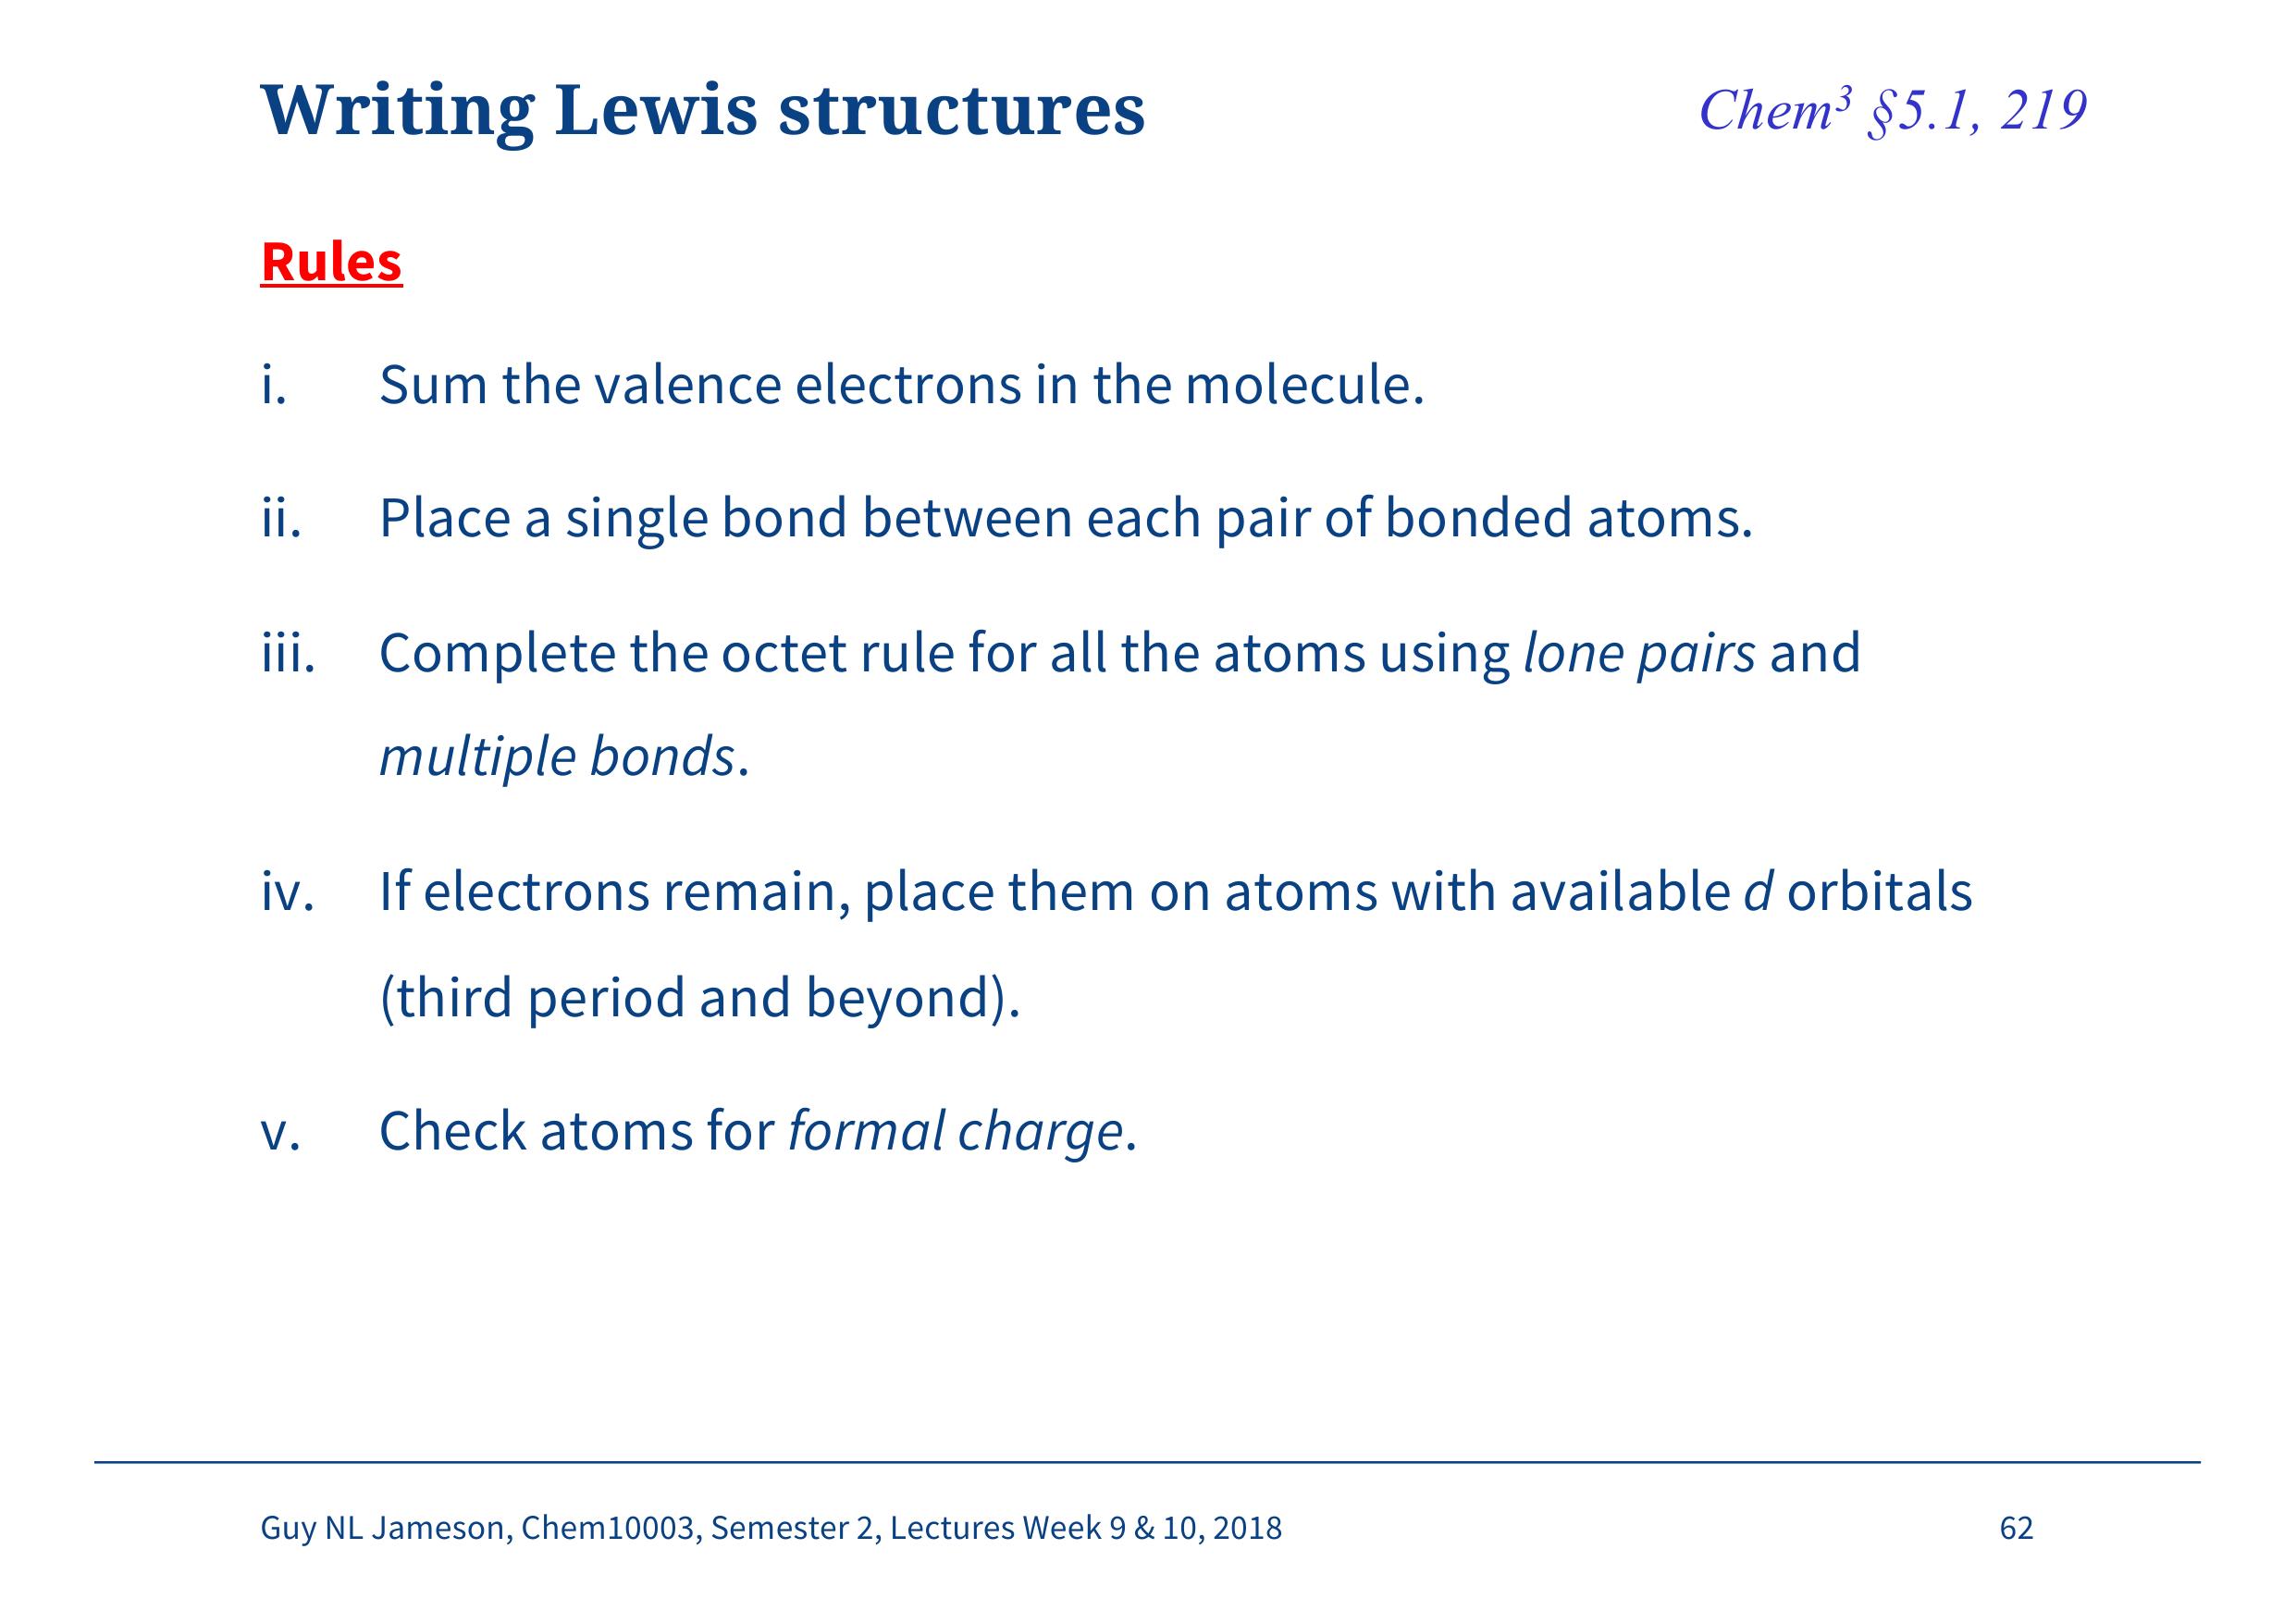 Writing Lewis structures
Chem³ §5.1, 219
Rules
i. Sum the valence electrons in the molecule.
ii. Place a single bond between each pair of bonded atoms.
iii. Complete the octet rule for all the atoms using lone pairs and
multiple bonds.
iv. If electrons remain, place them on atoms with available d orbitals
(third period and beyond).
v. Check atoms for formal charge.
Guy NL Jameson, Chem10003, Semester 2, Lectures Week 9 & 10, 2018
62